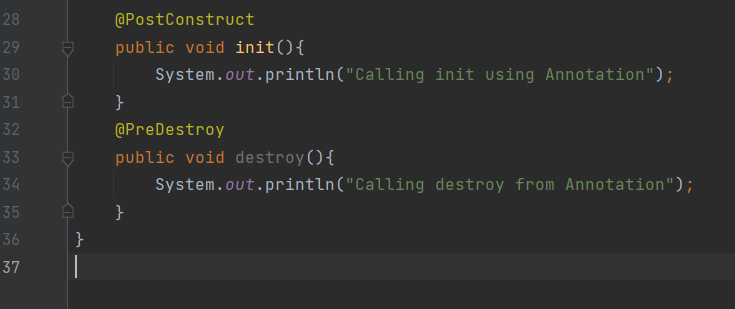 28 @PostConstruct
29 public void init(){
30 System.out.println("Calling init using Annotation");
31 }
32 @PreDestroy
33 public void destroy(){
34 System.out.println("Calling destroy from Annotation");
35 }
36 }
37